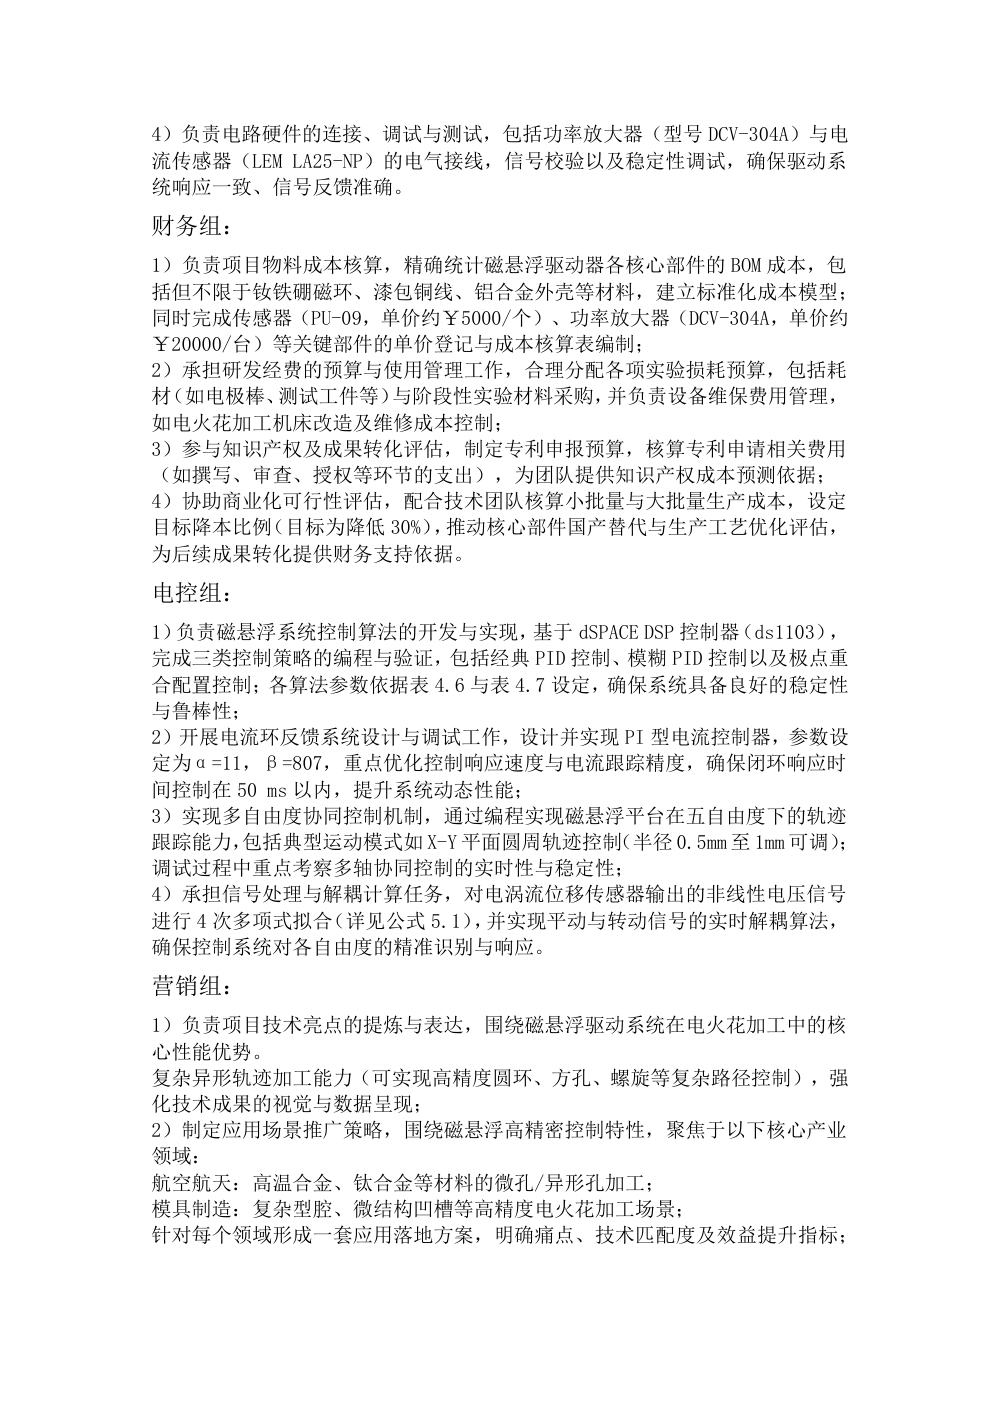 4）负责电路硬件的连接、调试与测试，包括功率放大器（型号 DCV-304A）与电
流传感器（LEM LA25-NP）的电气接线，信号校验以及稳定性调试，确保驱动系
统响应一致、信号反馈准确。
财务组：
1）负责项目物料成本核算，精确统计磁悬浮驱动器各核心部件的 BOM 成本，包
括但不限于钕铁硼磁环、漆包铜线、铝合金外壳等材料，建立标准化成本模型；
同时完成传感器（PU-09，单价约￥5000/个）、功率放大器（DCV-304A，单价约
￥20000/台）等关键部件的单价登记与成本核算表编制；
2）承担研发经费的预算与使用管理工作，合理分配各项实验损耗预算，包括耗
材（如电极棒、测试工件等）与阶段性实验材料采购，并负责设备维保费用管理，
如电火花加工机床改造及维修成本控制；
3）参与知识产权及成果转化评估，制定专利申报预算，核算专利申请相关费用
（如撰写、审查、授权等环节的支出），为团队提供知识产权成本预测依据；
4）协助商业化可行性评估，配合技术团队核算小批量与大批量生产成本，设定
目标降本比例（目标为降低 30%），推动核心部件国产替代与生产工艺优化评估，
为后续成果转化提供财务支持依据。
电控组：
1）负责磁悬浮系统控制算法的开发与实现，基于 dSPACE DSP 控制器（ds1103），
完成三类控制策略的编程与验证，包括经典 PID 控制、模糊 PID 控制以及极点重
合配置控制；各算法参数依据表 4.6 与表 4.7 设定，确保系统具备良好的稳定性
与鲁棒性；
2）开展电流环反馈系统设计与调试工作，设计并实现 PI 型电流控制器，参数设
定为α=11，β=807，重点优化控制响应速度与电流跟踪精度，确保闭环响应时
间控制在 50 ms 以内，提升系统动态性能；
3）实现多自由度协同控制机制，通过编程实现磁悬浮平台在五自由度下的轨迹
跟踪能力，包括典型运动模式如 X-Y 平面圆周轨迹控制（半径 0.5mm 至 1mm 可调）；
调试过程中重点考察多轴协同控制的实时性与稳定性；
4）承担信号处理与解耦计算任务，对电涡流位移传感器输出的非线性电压信号
进行 4 次多项式拟合（详见公式 5.1），并实现平动与转动信号的实时解耦算法，
确保控制系统对各自由度的精准识别与响应。
营销组：
1）负责项目技术亮点的提炼与表达，围绕磁悬浮驱动系统在电火花加工中的核
心性能优势。
复杂异形轨迹加工能力（可实现高精度圆环、方孔、螺旋等复杂路径控制），强
化技术成果的视觉与数据呈现；
2）制定应用场景推广策略，围绕磁悬浮高精密控制特性，聚焦于以下核心产业
领域：
航空航天：高温合金、钛合金等材料的微孔/异形孔加工；
模具制造：复杂型腔、微结构凹槽等高精度电火花加工场景；
针对每个领域形成一套应用落地方案，明确痛点、技术匹配度及效益提升指标；